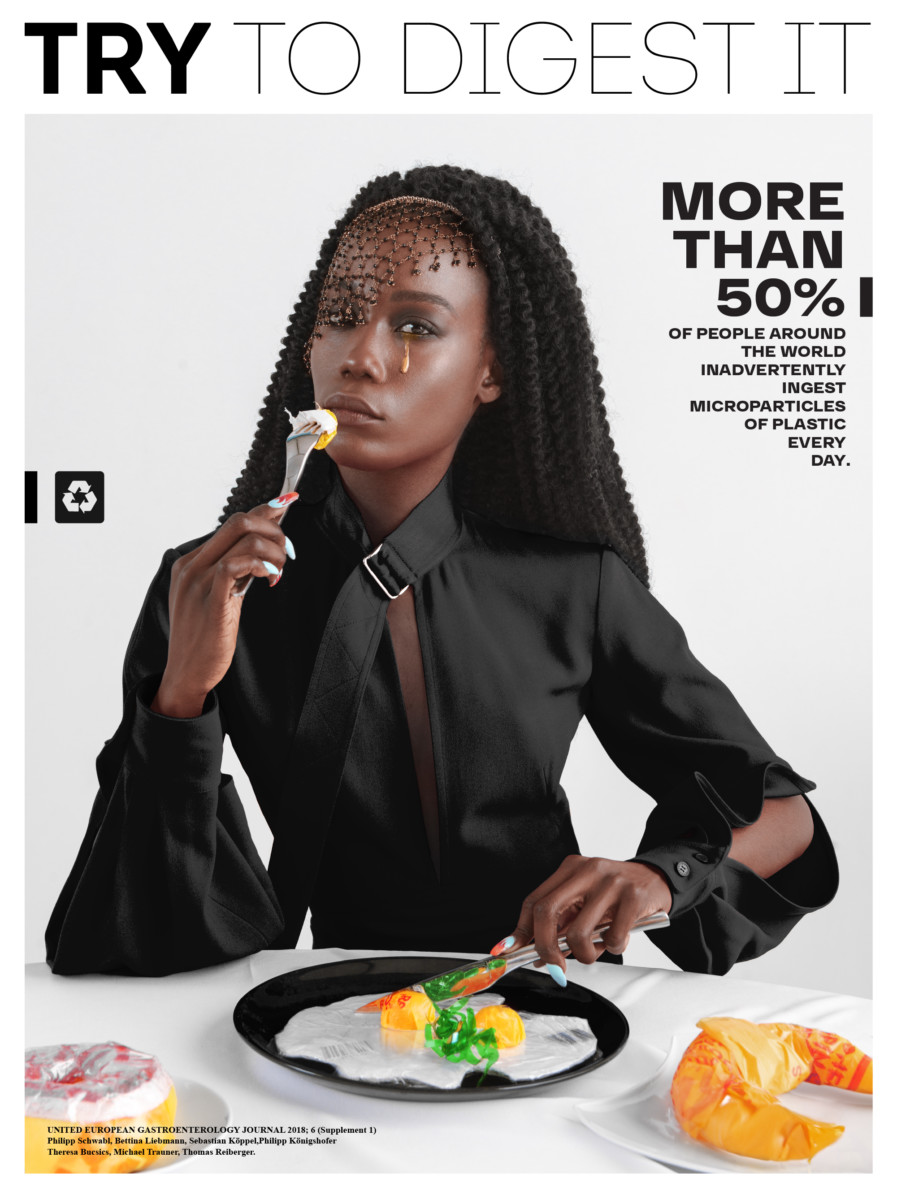 TRY TO DIGEST IT
MORE
THAN
50%
OF PEOPLE AROUND
THE WORLD
INADVERTENTLY
INGEST
MICROPARTICLES
OF PLASTIC
EVERY
DAY.
UNITED EUROPEAN GASTROENTEROLOGY JOURNAL 2018; 6 (Supplement 1)
Philipp Schwabl, Bettina Liebmann, Sebastian Köppel,Philipp Königshofer
Theresa Bucsics, Michael Trauner, Thomas Reiberger.